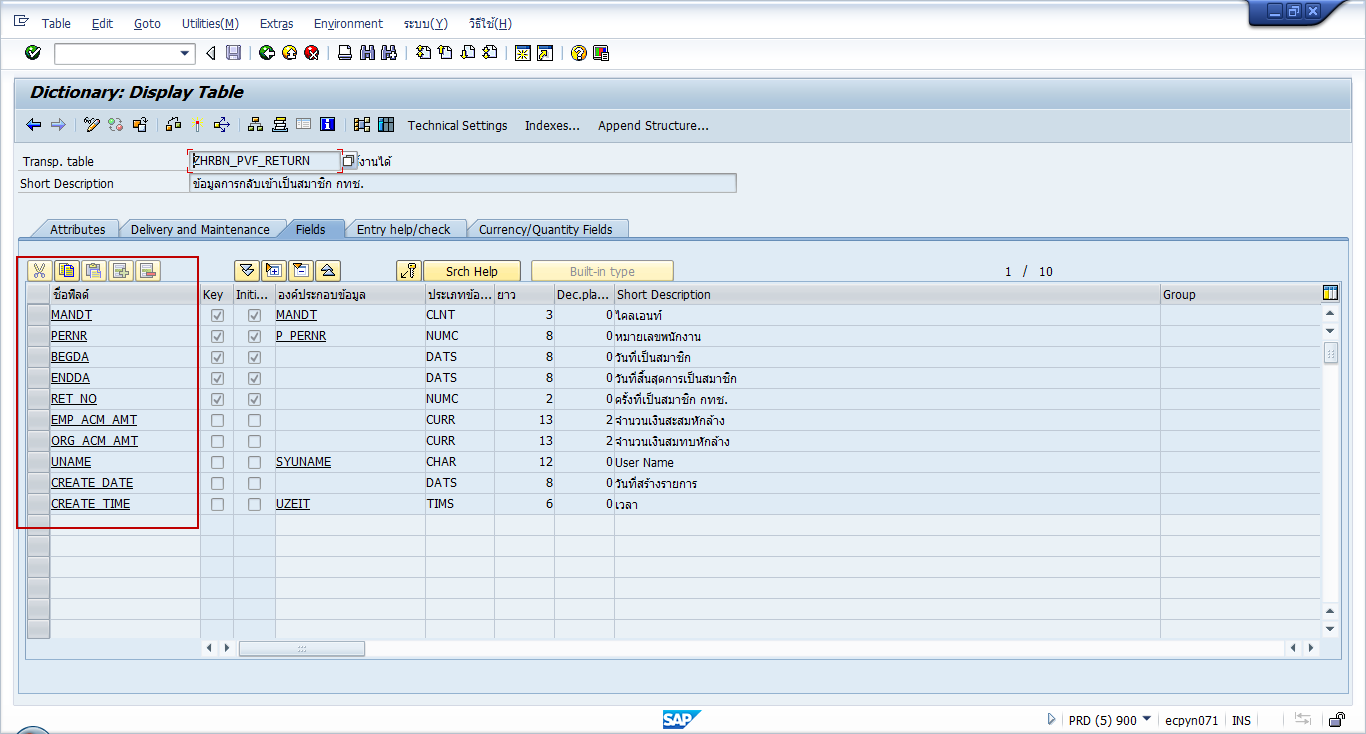 Table Edit Goto Utilities(M) Extras Environment ระบบ(Y) วิธีใช้(H)
Dictionary: Display Table
Technical Settings Indexes... Append Structure...
Transp. table ZHRBN_PVF_RETURN งานได้
Short Description ข้อมูลการกลับเข้าเป็นสมาชิก กทช.
Attributes Delivery and Maintenance Fields Entry help/check Currency/Quantity Fields
Srch Help Built-in type 1 / 10
ชื่อฟิลด์ Key Initi... องค์ประกอบข้อมูล ประเภทข้อ... ยาว Dec.pla... Short Description Group
MANDT MANDT CLNT 3 0 ไคลเอนท์
PERNR P_PERNR NUMC 8 0 หมายเลขพนักงาน
BEGDA DATS 8 0 วันที่เป็นสมาชิก
ENDDA DATS 8 0 วันที่สิ้นสุดการเป็นสมาชิก
RET_NO NUMC 2 0 ครั้งที่เป็นสมาชิก กทช.
EMP_ACM_AMT CURR 13 2 จำนวนเงินสะสมหักล้าง
ORG_ACM_AMT CURR 13 2 จำนวนเงินสมทบหักล้าง
UNAME SYUNAME CHAR 12 0 User Name
CREATE_DATE DATS 8 0 วันที่สร้างรายการ
CREATE_TIME UZEIT TIMS 6 0 เวลา
SAP PRD (5) 900 ecpyn071 INS